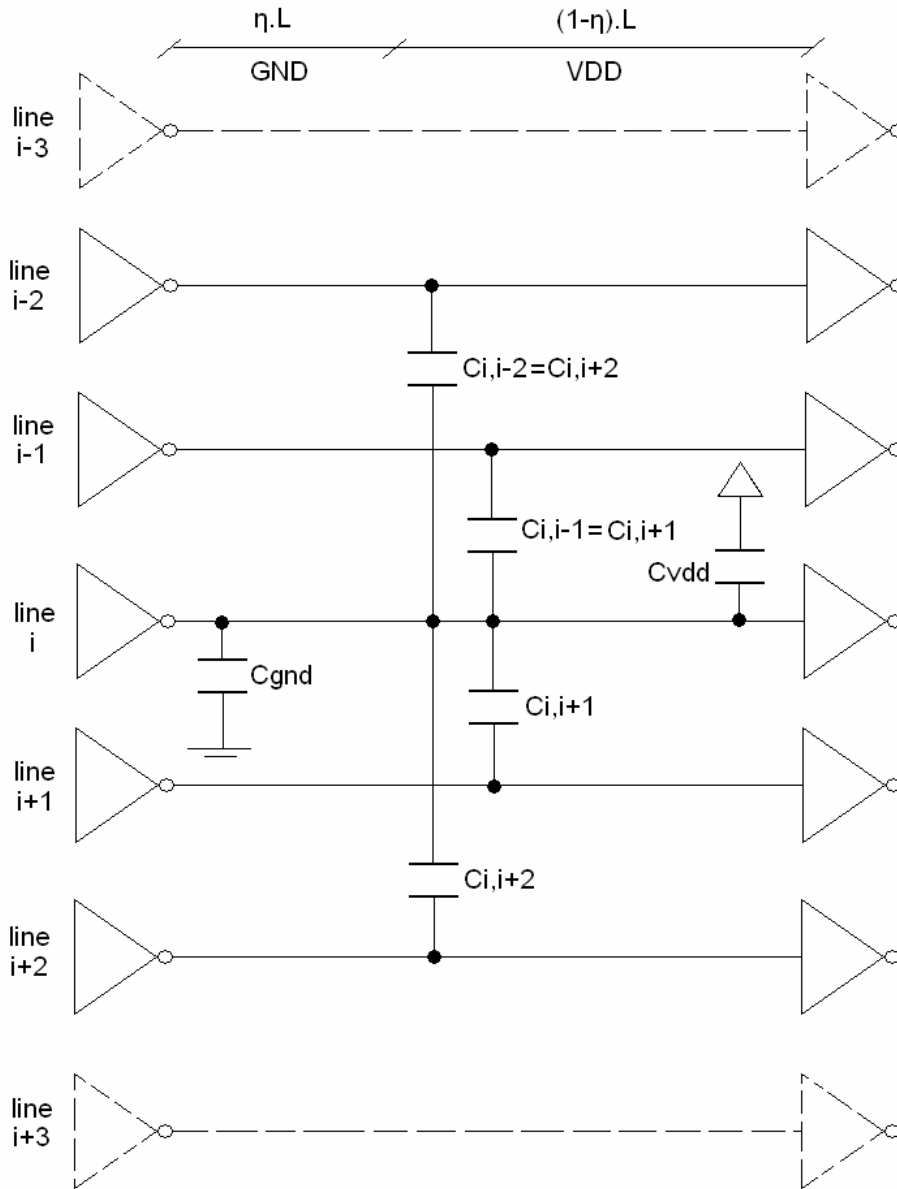 η.L
(1-η).L
GND
VDD
line
i-3
line
i-2
Ci,i-2=Ci,i+2
line
i-1
Ci,i-1=Ci,i+1
Cvdd
line
i
Cgnd
Ci,i+1
line
i+1
Ci,i+2
line
i+2
line
i+3